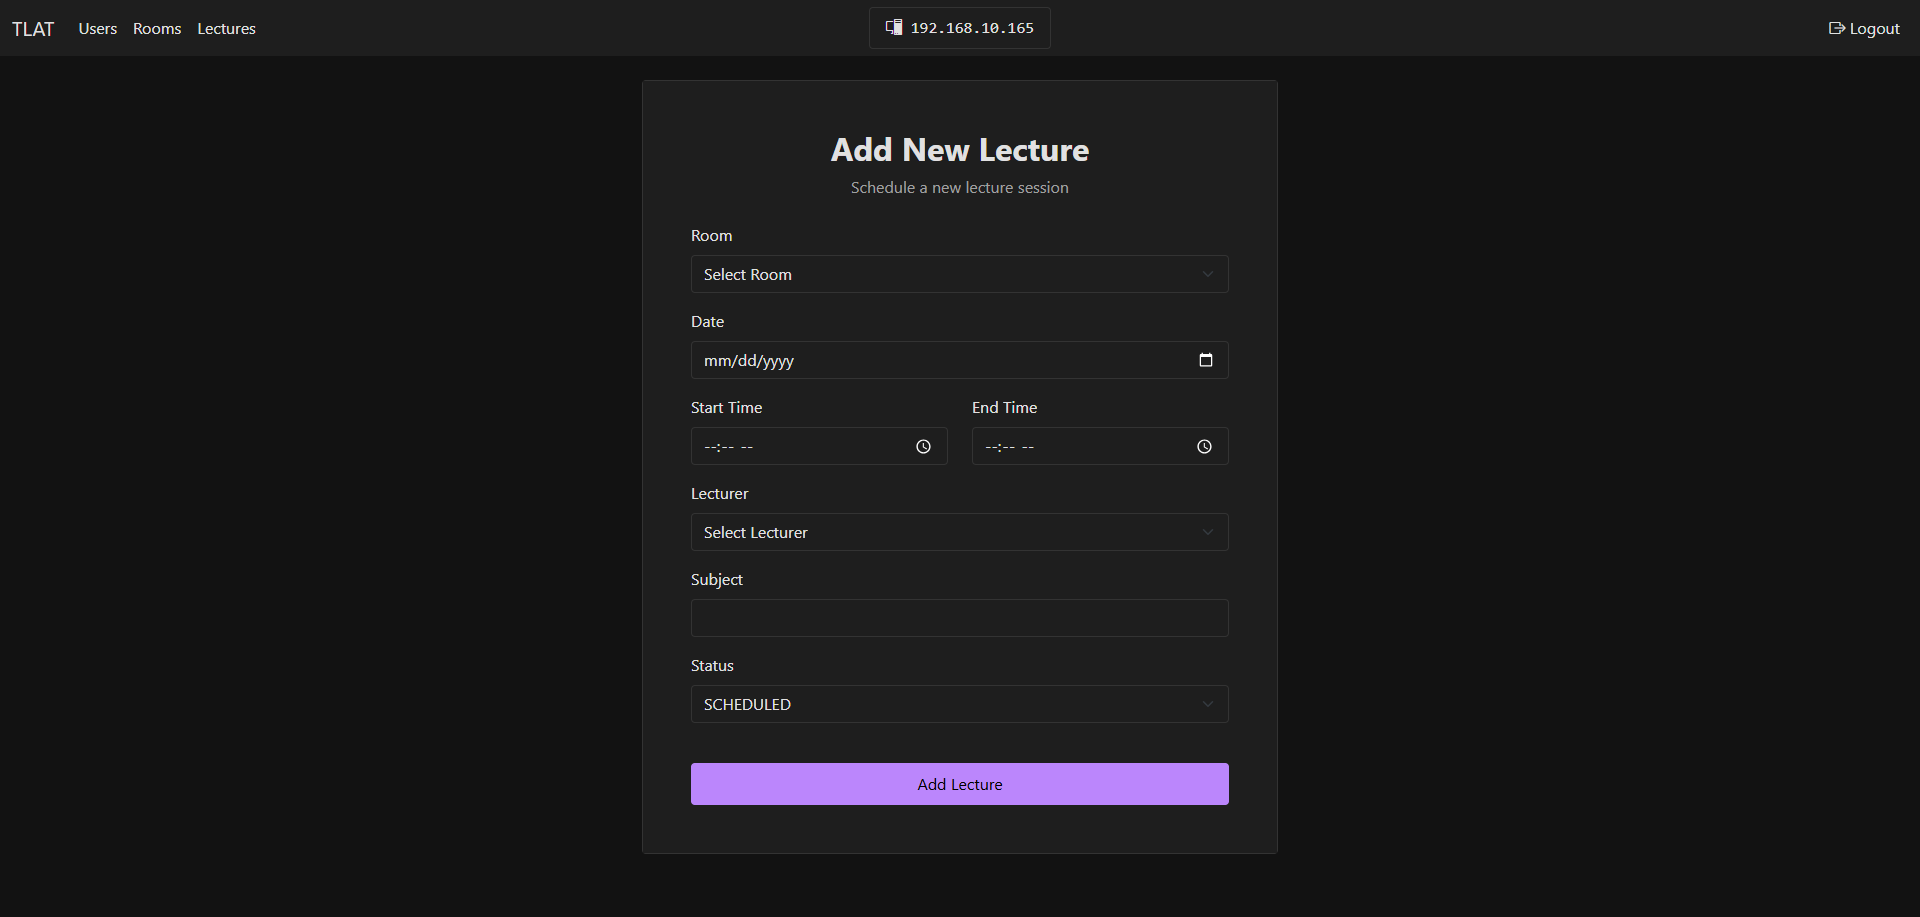 TLAT Users Rooms Lectures 192.168.10.165 Logout
Add New Lecture
Schedule a new lecture session
Room
Select Room
Date
mm/dd/yyyy
Start Time End Time
--:-- -- --:-- --
Lecturer
Select Lecturer
Subject
Status
SCHEDULED
Add Lecture